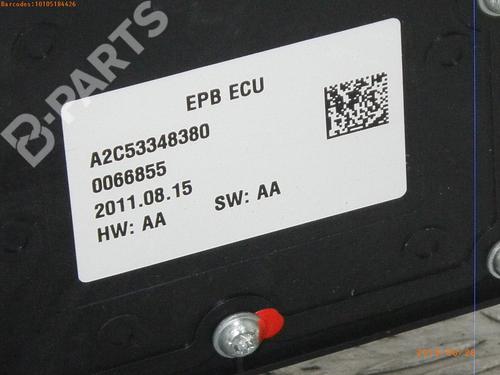 Barcodes:10105184426
B-PARTS
EPB ECU
A2C53348380
0066855
2011.08.15
HW: AA SW: AA